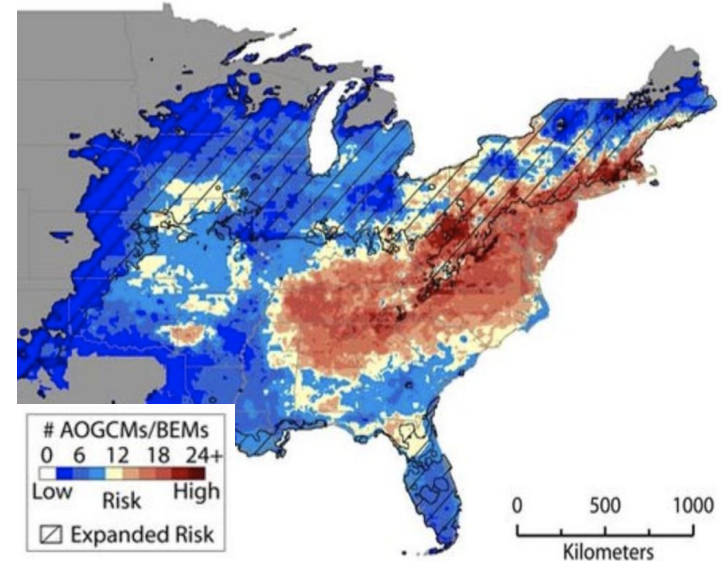 # AOGCMs/BEMs
0 6 12 18 24+
Low Risk High
Expanded Risk
0 500 1000
Kilometers